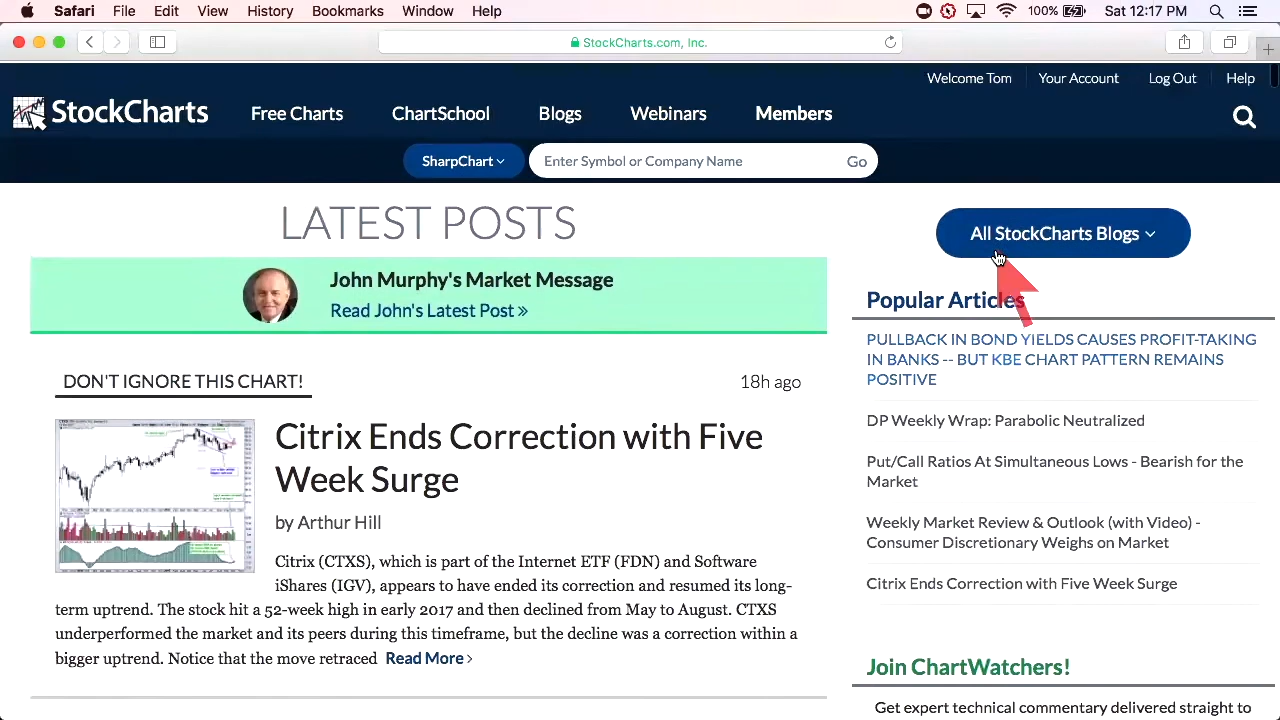 Safari File Edit View History Bookmarks Window Help 100% Sat 12:17 PM
StockCharts.com, Inc.
Welcome Tom Your Account Log Out Help
StockCharts Free Charts ChartSchool Blogs Webinars Members
SharpChart Enter Symbol or Company Name Go
LATEST POSTS
John Murphy's Market Message
Read John's Latest Post »
DON'T IGNORE THIS CHART! 18h ago
Citrix Ends Correction with Five
Week Surge
by Arthur Hill
Citrix (CTXS), which is part of the Internet ETF (FDN) and Software
iShares (IGV), appears to have ended its correction and resumed its long-
term uptrend. The stock hit a 52-week high in early 2017 and then declined from May to August. CTXS
underperformed the market and its peers during this timeframe, but the decline was a correction within a
bigger uptrend. Notice that the move retraced Read More ›
All StockCharts Blogs
Popular Articles
PULLBACK IN BOND YIELDS CAUSES PROFIT-TAKING
IN BANKS -- BUT KBE CHART PATTERN REMAINS
POSITIVE
DP Weekly Wrap: Parabolic Neutralized
Put/Call Ratios At Simultaneous Lows - Bearish for the
Market
Weekly Market Review & Outlook (with Video) -
Consumer Discretionary Weighs on Market
Citrix Ends Correction with Five Week Surge
Join ChartWatchers!
Get expert technical commentary delivered straight to